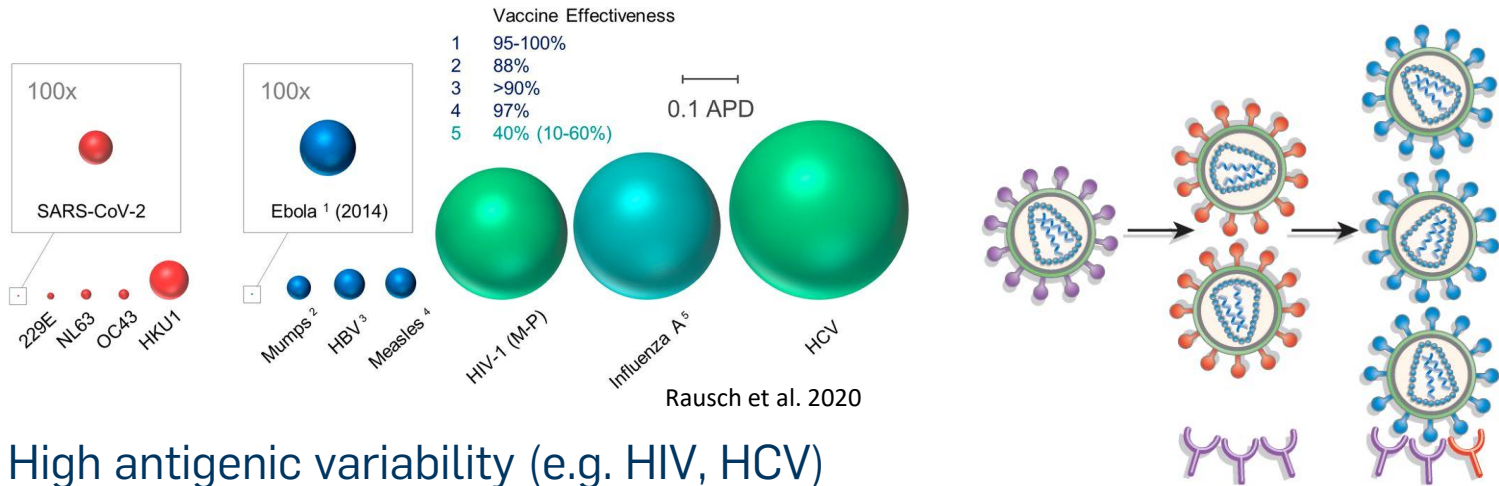 Vaccine Effectiveness
1 95-100%
2 88%
3 >90%
4 97%
5 40% (10-60%)
0.1 APD
100x
SARS-CoV-2
100x
Ebola ¹ (2014)
229E
NL63
OC43
HKU1
Mumps ²
HBV ³
Measles ⁴
HIV-1 (M-P)
Influenza A ⁵
HCV
Rausch et al. 2020
High antigenic variability (e.g. HIV, HCV)